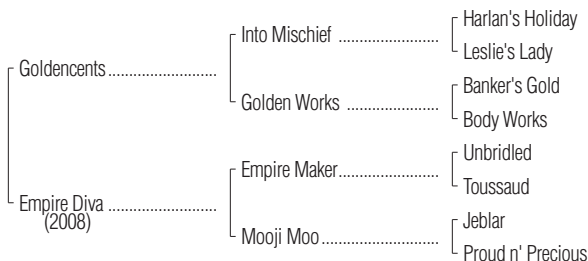 Harlan's Holiday
Into Mischief ........................
Leslie's Lady
Goldencents ..........................
Banker's Gold
Golden Works ......................
Body Works
Unbridled
Empire Maker......................
Toussaud
Empire Diva ..........................
(2008)
Jeblar
Mooji Moo ............................
Proud n' Precious